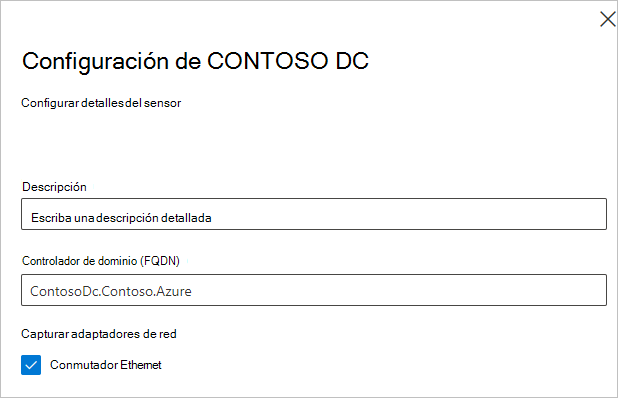 Configuración de CONTOSO DC
Configurar detalles del sensor
Descripción
Escriba una descripción detallada
Controlador de dominio (FQDN)
ContosoDc.Contoso.Azure
Capturar adaptadores de red
Conmutador Ethernet